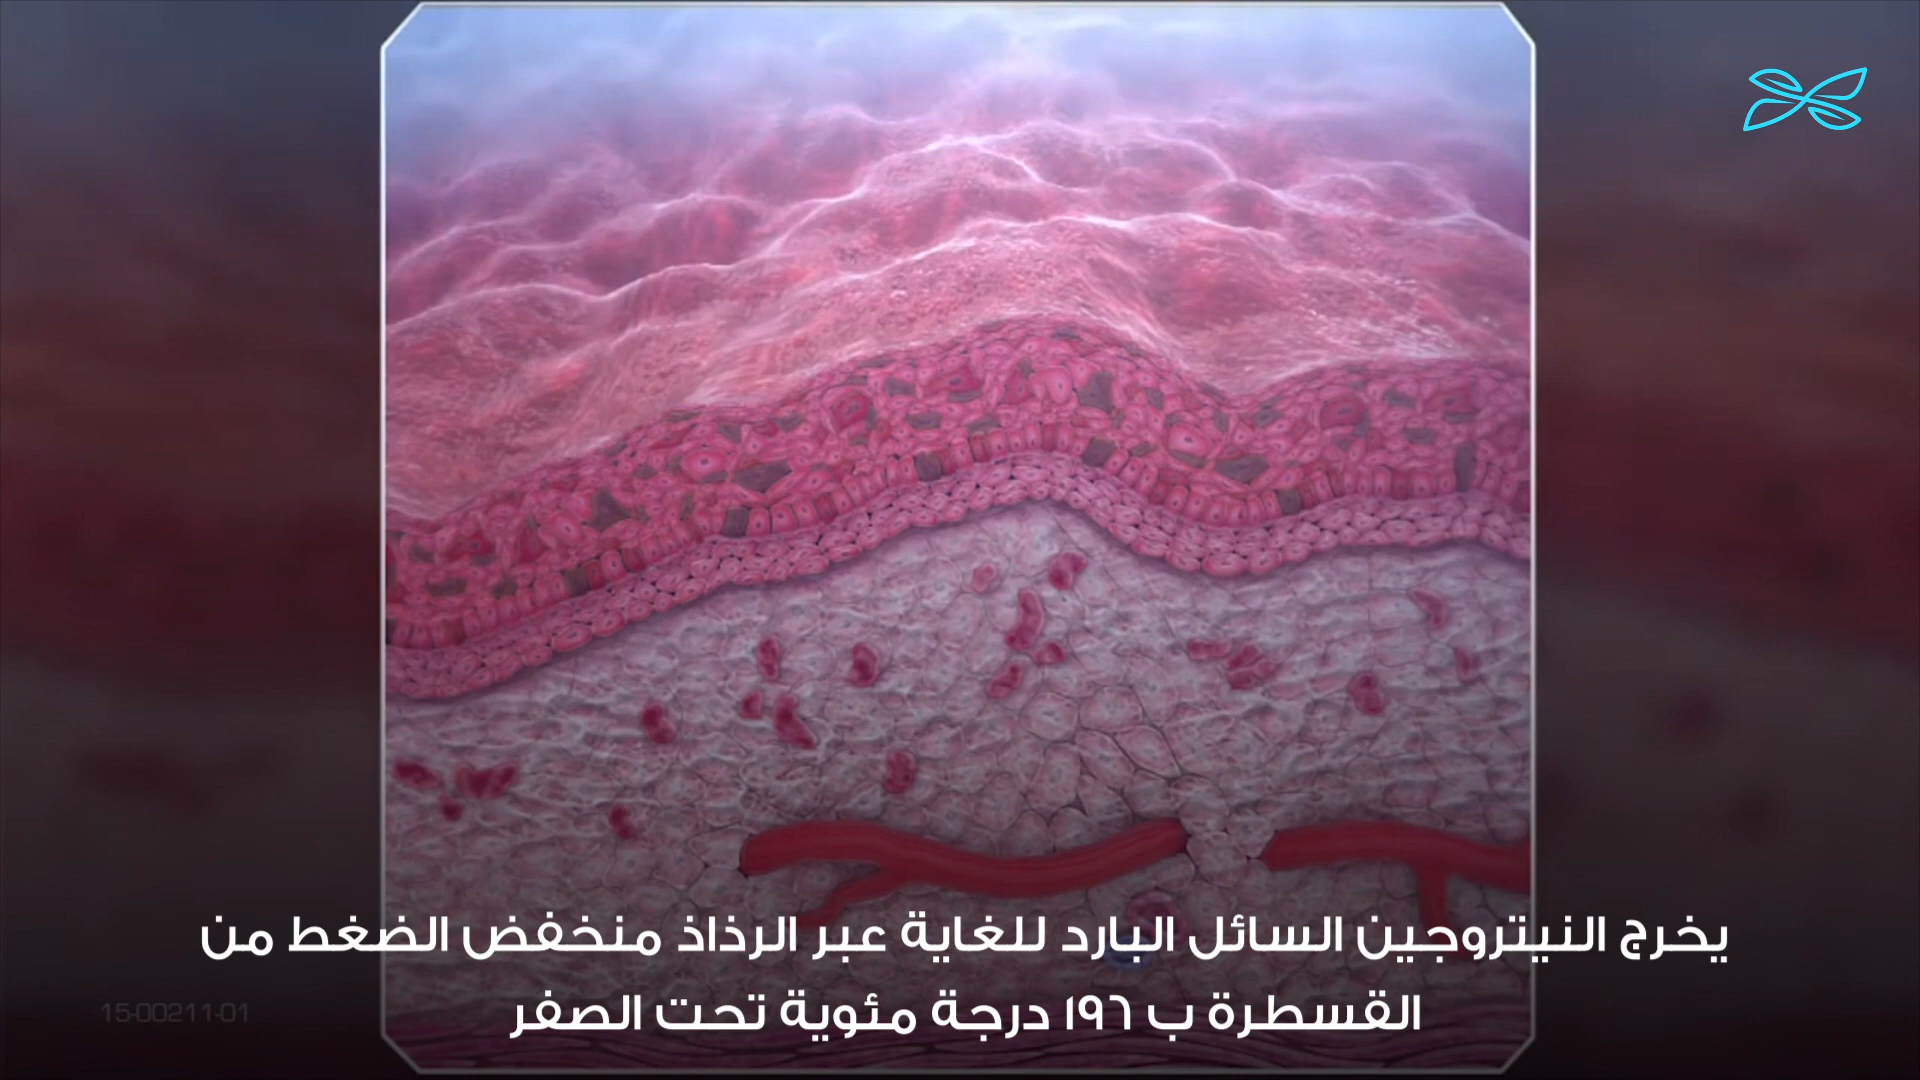 يخرج النيتروجين السائل البارد للغاية عبر الرذاذ منخفض الضغط من
القسطرة ب ١٩٦ درجة مئوية تحت الصفر
15-00211-01